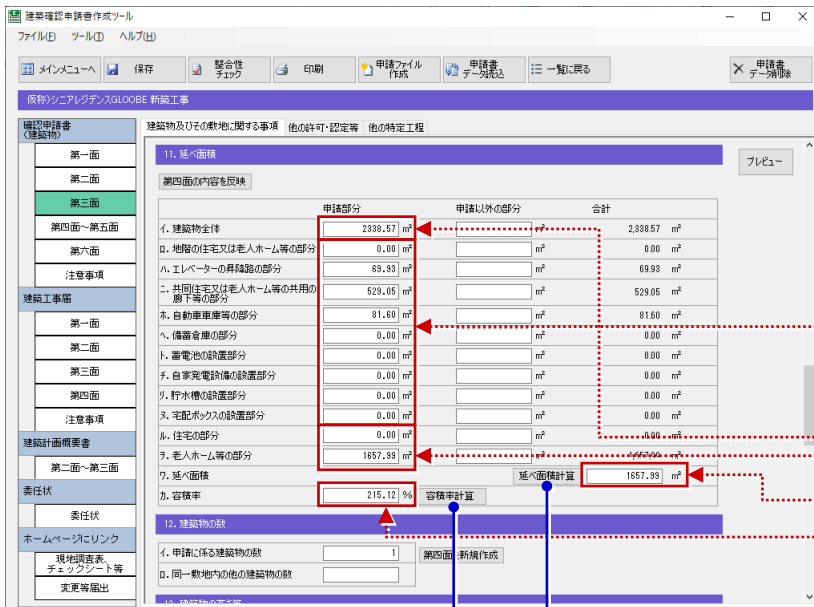 建築確認申請書作成ツール
ファイル(F) ツール(T) ヘルプ(H)
メインメニューへ 保存 整合性チェック 印刷 申請ファイル作成 申請書データ読込 一覧に戻る 申請書データ削除
仮称)シニアレジデンスGLOOBE 新築工事
確認申請書
(建築物)
第一面
第二面
第三面
第四面~第五面
第六面
注意事項
建築工事届
第一面
第二面
第三面
第四面
注意事項
建築計画概要書
第二面~第三面
委任状
委任状
ホームページにリンク
現地調査表、
チェックシート等
変更等届出
建築物及びその敷地に関する事項 他の許可・認定等 他の特定工程
11. 延べ面積
プレビュー
第四面の内容を反映
申請部分 申請以外の部分 合計
イ. 建築物全体 2338.57 m² m² 2,338.57 m²
ロ. 地階の住宅又は老人ホーム等の部分 0.00 m² m² 0.00 m²
ハ. エレベーターの昇降路の部分 69.93 m² m² 69.93 m²
ニ. 共同住宅又は老人ホーム等の共用の
廊下等の部分 529.05 m² m² 529.05 m²
ホ. 自動車車庫等の部分 81.60 m² m² 81.60 m²
ヘ. 備蓄倉庫の部分 0.00 m² m² 0.00 m²
ト. 蓄電池の設置部分 0.00 m² m² 0.00 m²
チ. 自家発電設備の設置部分 0.00 m² m² 0.00 m²
リ. 貯水槽の設置部分 0.00 m² m² 0.00 m²
ヌ. 宅配ボックスの設置部分 0.00 m² m² 0.00 m²
ル. 住宅の部分 0.00 m² m² 0.00 m²
ヲ. 老人ホーム等の部分 1657.99 m² m² 1,657.99 m²
ワ. 延べ面積 延べ面積計算 1657.99 m²
カ. 容積率 215.12 % 容積率計算
12. 建築物の数
イ. 申請に係る建築物の数 1 第四面 新規作成
ロ. 同一敷地内の他の建築物の数